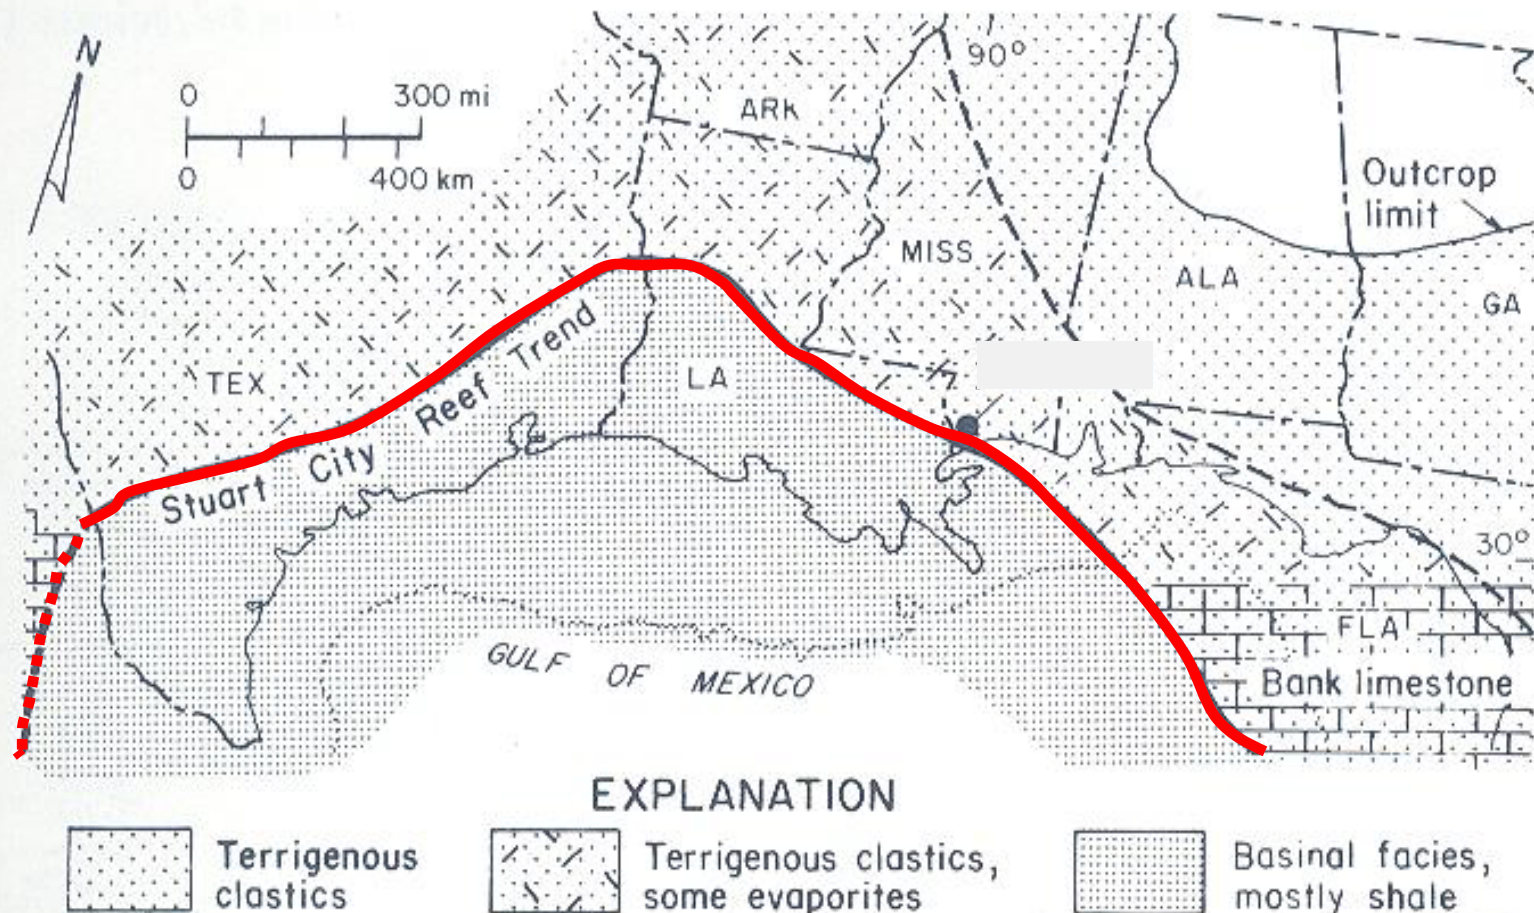 N
0 300 mi
0 400 km
90°
ARK
Outcrop
limit
MISS
ALA
GA
TEX
LA
Stuart City Reef Trend
30°
FLA
Bank limestone
GULF OF MEXICO
EXPLANATION
Terrigenous
clastics
Terrigenous clastics,
some evaporites
Basinal facies,
mostly shale